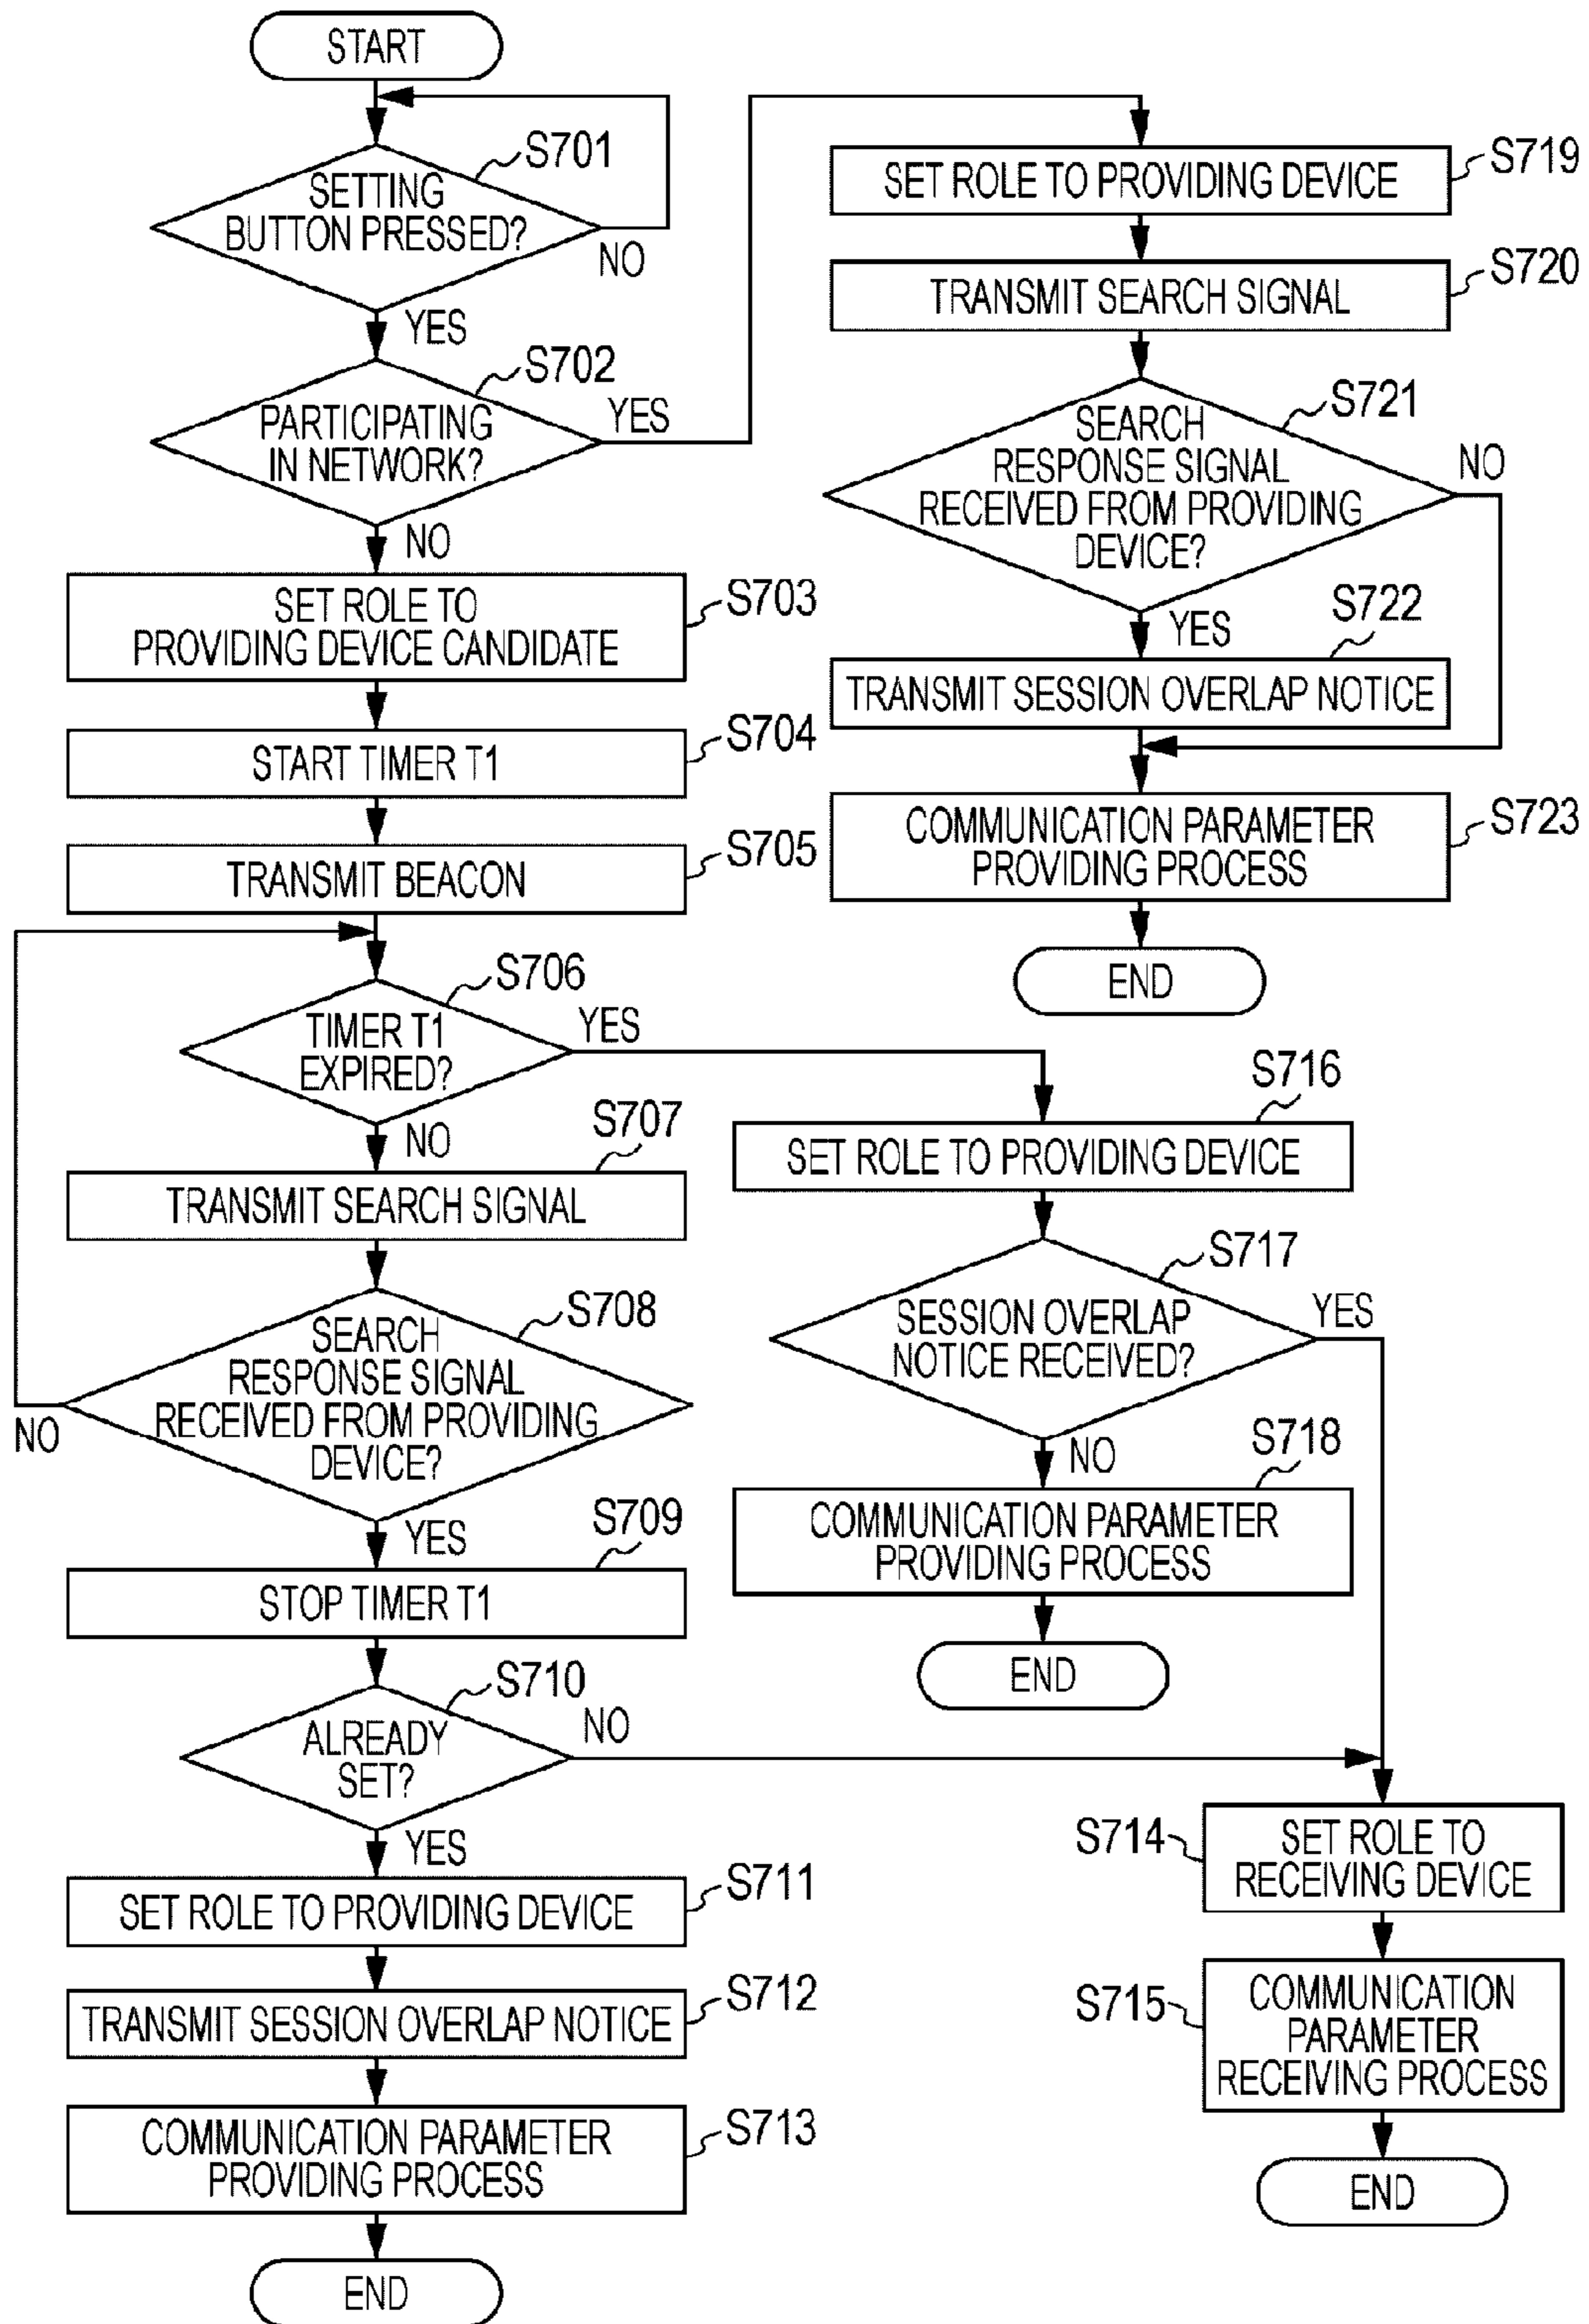 START
S701
SETTING
BUTTON PRESSED?
NO
YES
S702
PARTICIPATING
IN NETWORK?
YES
NO
SET ROLE TO
PROVIDING DEVICE CANDIDATE
S703
START TIMER T1
S704
TRANSMIT BEACON
S705
S706
TIMER T1
EXPIRED?
YES
NO
S707
TRANSMIT SEARCH SIGNAL
S708
SEARCH
RESPONSE SIGNAL
RECEIVED FROM PROVIDING
DEVICE?
NO
YES
S709
STOP TIMER T1
S710
ALREADY
SET?
NO
YES
SET ROLE TO PROVIDING DEVICE
S711
TRANSMIT SESSION OVERLAP NOTICE
S712
COMMUNICATION PARAMETER
PROVIDING PROCESS
S713
END
SET ROLE TO PROVIDING DEVICE
S719
TRANSMIT SEARCH SIGNAL
S720
S721
SEARCH
RESPONSE SIGNAL
RECEIVED FROM PROVIDING
DEVICE?
NO
YES
S722
TRANSMIT SESSION OVERLAP NOTICE
COMMUNICATION PARAMETER
PROVIDING PROCESS
S723
END
S716
SET ROLE TO PROVIDING DEVICE
S717
SESSION OVERLAP
NOTICE RECEIVED?
YES
NO
S718
COMMUNICATION PARAMETER
PROVIDING PROCESS
END
S714
SET ROLE TO
RECEIVING DEVICE
S715
COMMUNICATION
PARAMETER
RECEIVING PROCESS
END